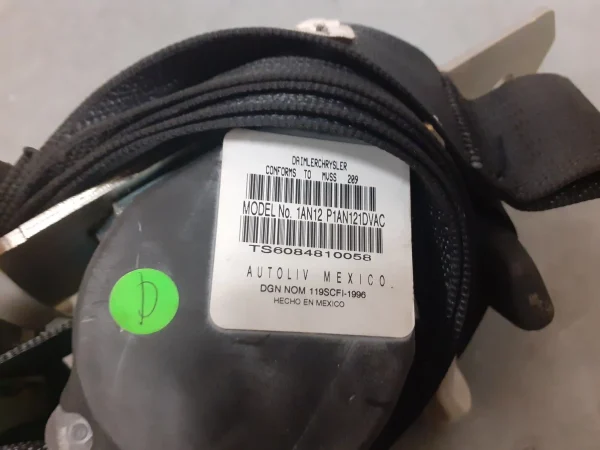 DAIMLERCHRYSLER
CONFORMS TO MVSS 209
MODEL No. 1AN12 P1AN121DVAC
TS6084810058
AUTOLIV MEXICO.
DGN NOM 119SCFI-1996
HECHO EN MEXICO
D